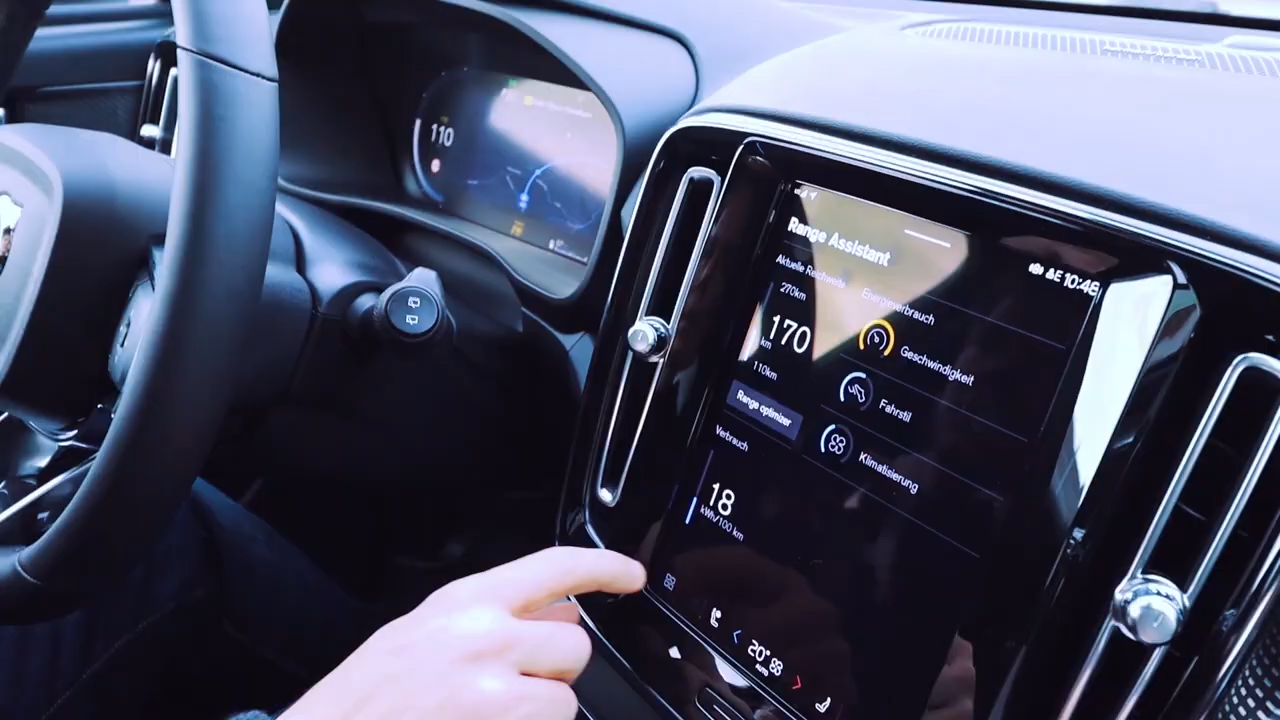 110
Range Assistant
10:48
Aktuelle Reichweite
Energieverbrauch
270km
170
km
110km
Geschwindigkeit
Fahrstil
Klimatisierung
Range optimizer
Verbrauch
18
kWh/100 km
20°
AUTO